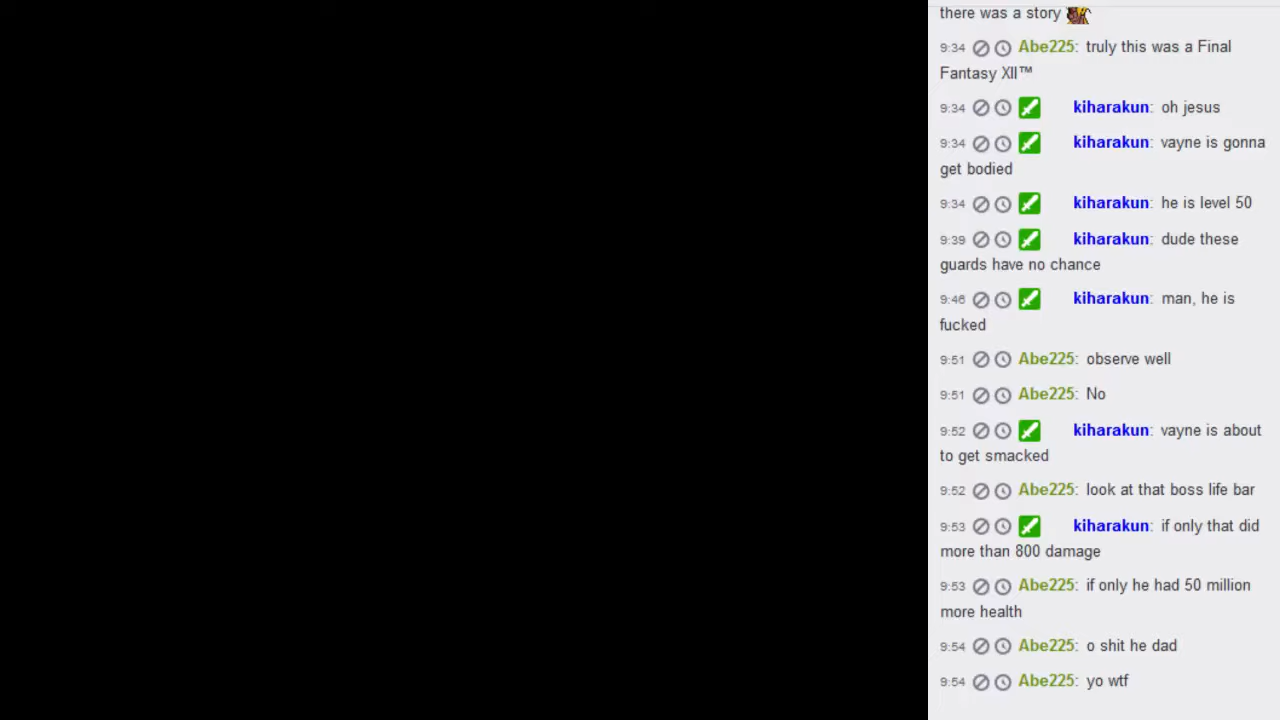 there was a story
9:34 Abe225: truly this was a Final
Fantasy XII™
9:34 kiharakun: oh jesus
9:34 kiharakun: vayne is gonna
get bodied
9:34 kiharakun: he is level 50
9:39 kiharakun: dude these
guards have no chance
9:46 kiharakun: man, he is
fucked
9:51 Abe225: observe well
9:51 Abe225: No
9:52 kiharakun: vayne is about
to get smacked
9:52 Abe225: look at that boss life bar
9:53 kiharakun: if only that did
more than 800 damage
9:53 Abe225: if only he had 50 million
more health
9:54 Abe225: o shit he dad
9:54 Abe225: yo wtf